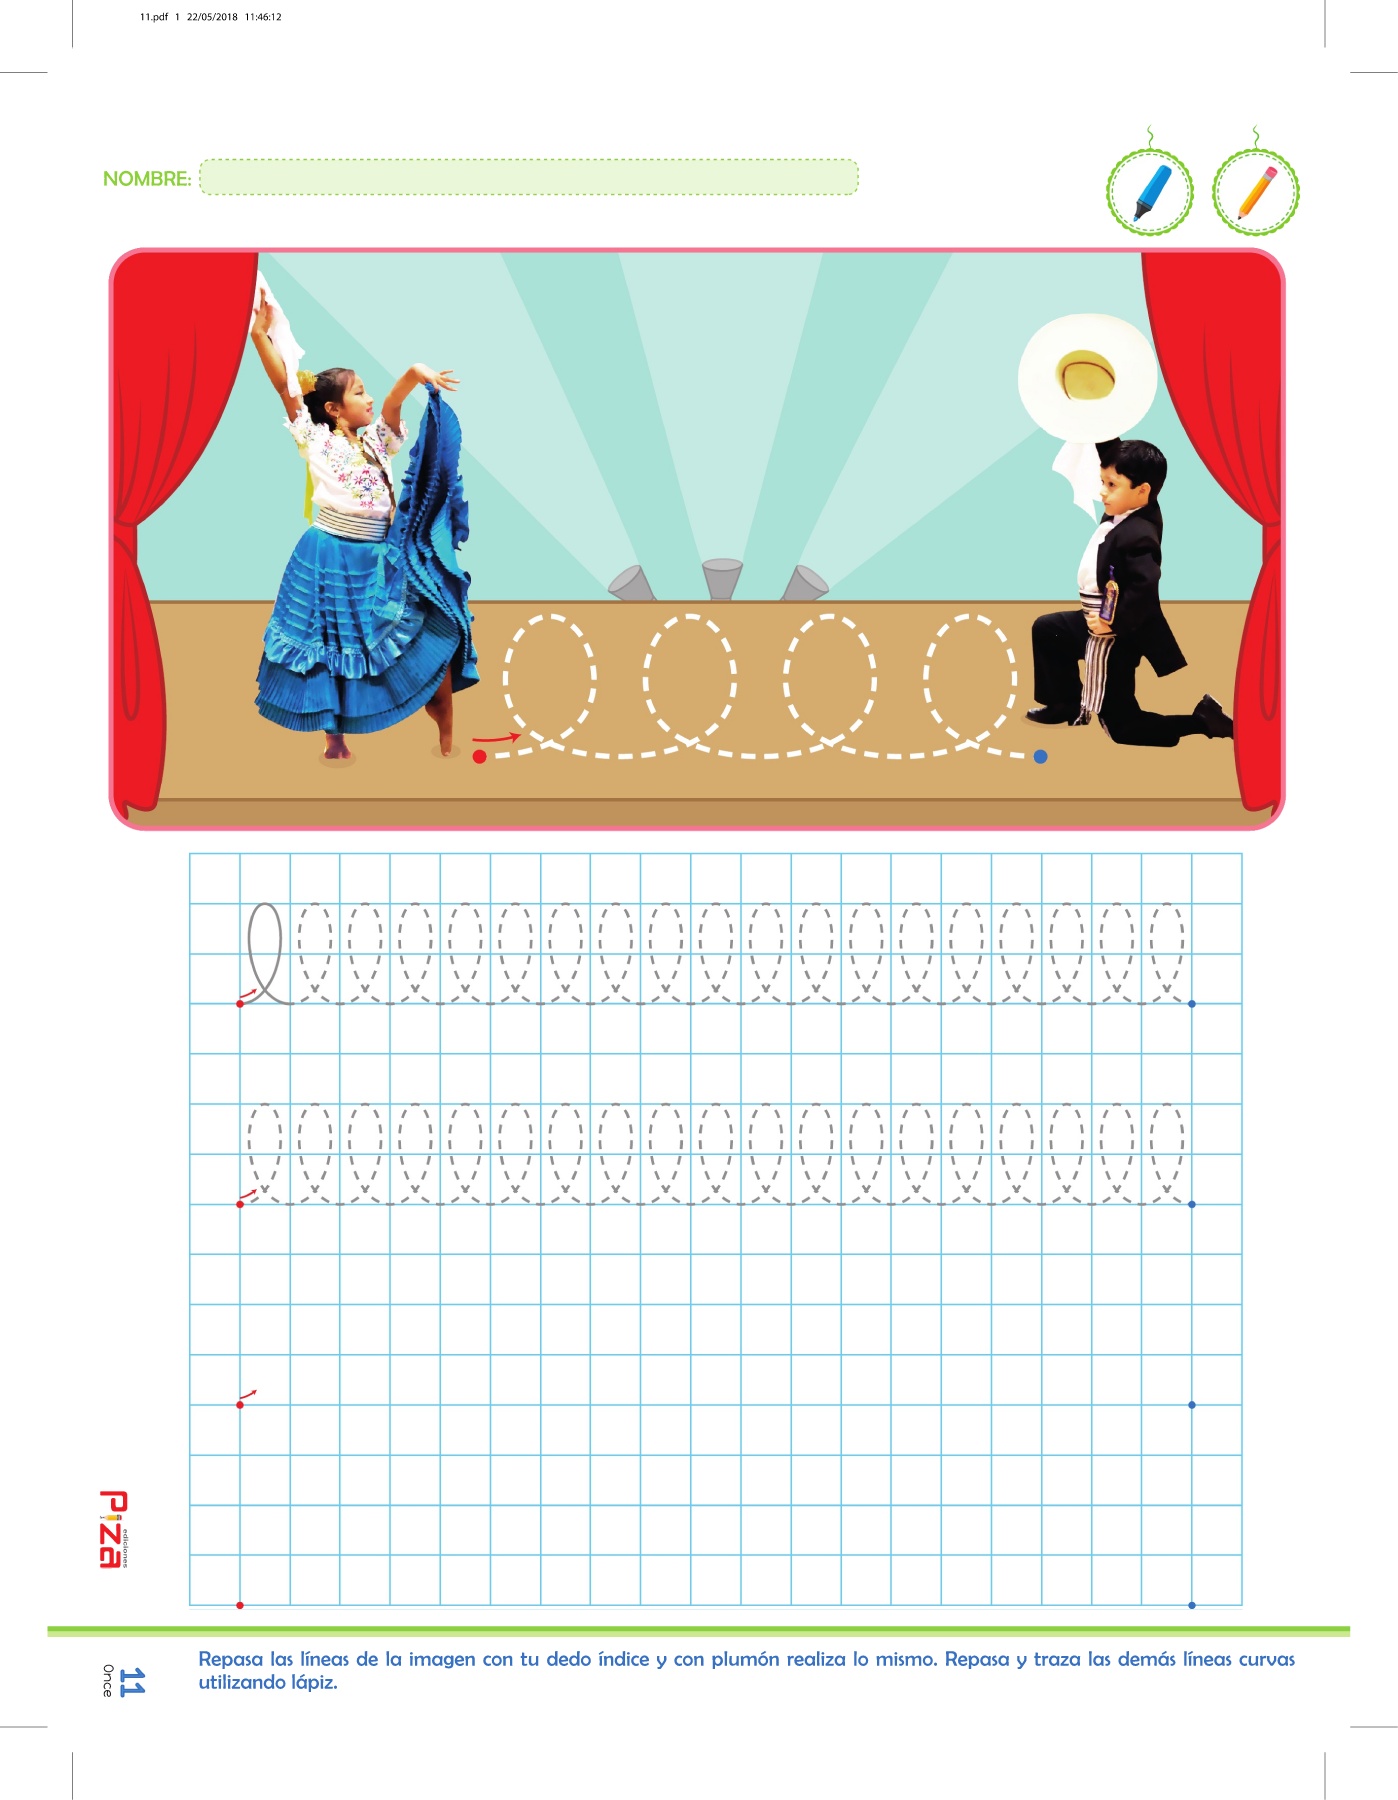 11.pdf 1 22/05/2018 11:46:12
NOMBRE:
Piza
ediciones
11
Once
Repasa las líneas de la imagen con tu dedo índice y con plumón realiza lo mismo. Repasa y traza las demás líneas curvas
utilizando lápiz.